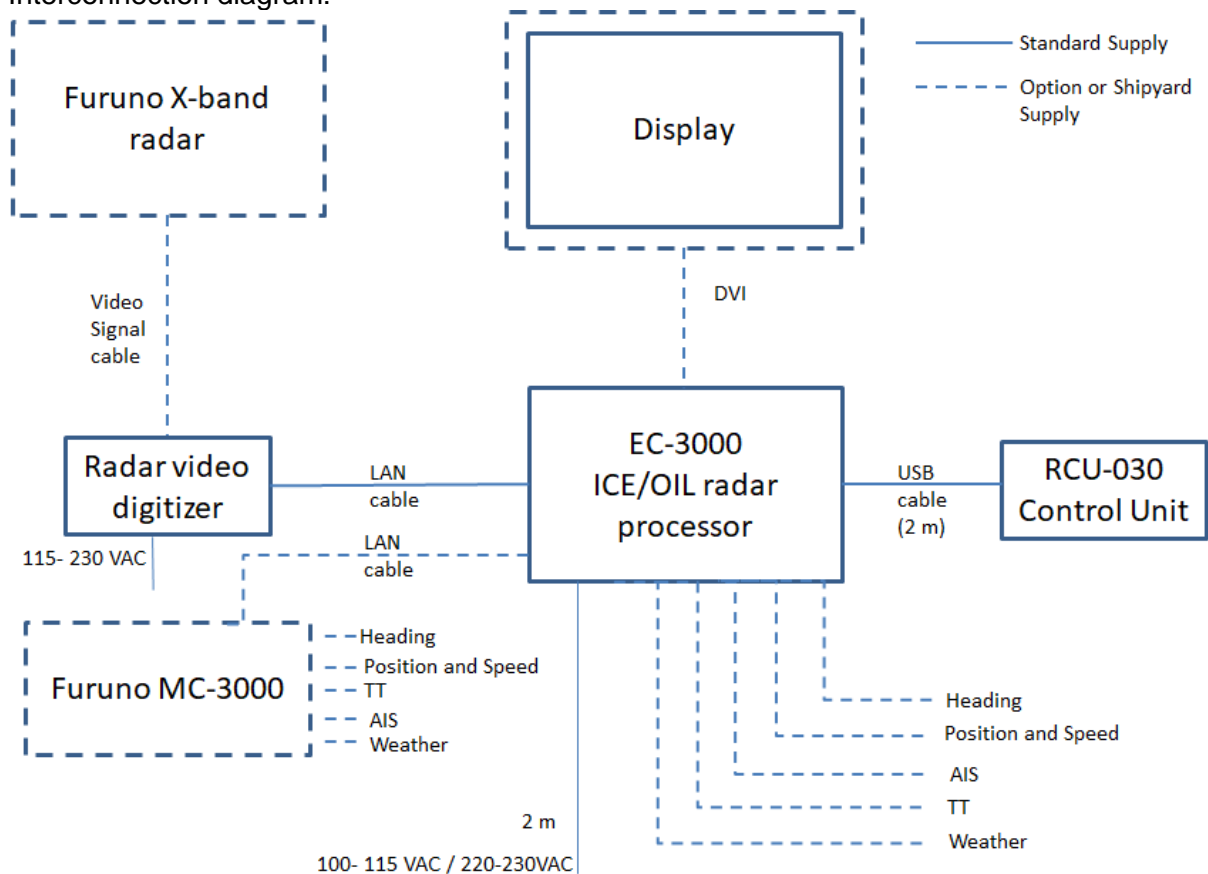 Interconnection diagram:
Furuno X-band
radar
Display
Standard Supply
Option or Shipyard
Supply
Video
Signal
cable
DVI
Radar video
digitizer
LAN
cable
EC-3000
ICE/OIL radar
processor
USB
cable
(2 m)
RCU-030
Control Unit
115- 230 VAC
LAN
cable
Furuno MC-3000
Heading
Position and Speed
TT
AIS
Weather
Heading
Position and Speed
AIS
TT
Weather
2 m
100- 115 VAC / 220-230VAC